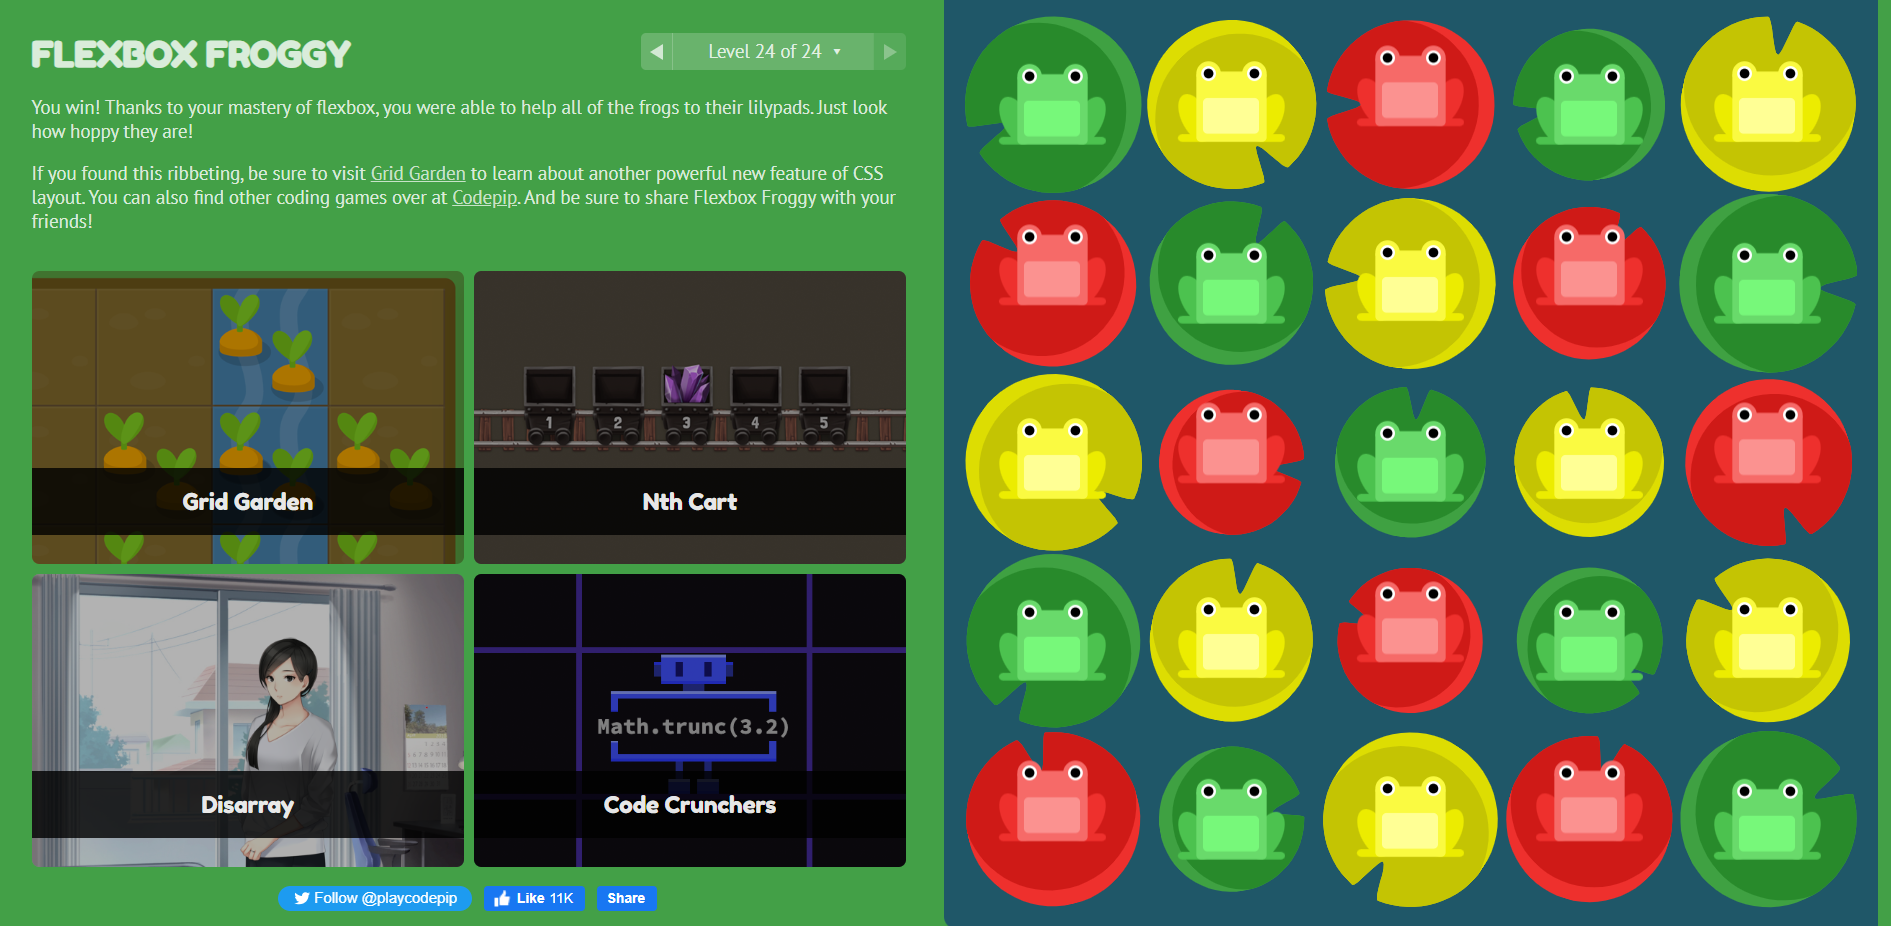 FLEXBOX FROGGY
Level 24 of 24
You win! Thanks to your mastery of flexbox, you were able to help all of the frogs to their lilypads. Just look
how hoppy they are!
If you found this ribbeting, be sure to visit Grid Garden to learn about another powerful new feature of CSS
layout. You can also find other coding games over at Codepip. And be sure to share Flexbox Froggy with your
friends!
Grid Garden
1 2 3 4 5
Nth Cart
Disarray
Math.trunc(3.2)
Code Crunchers
Follow @playcodepip
Like 11K
Share